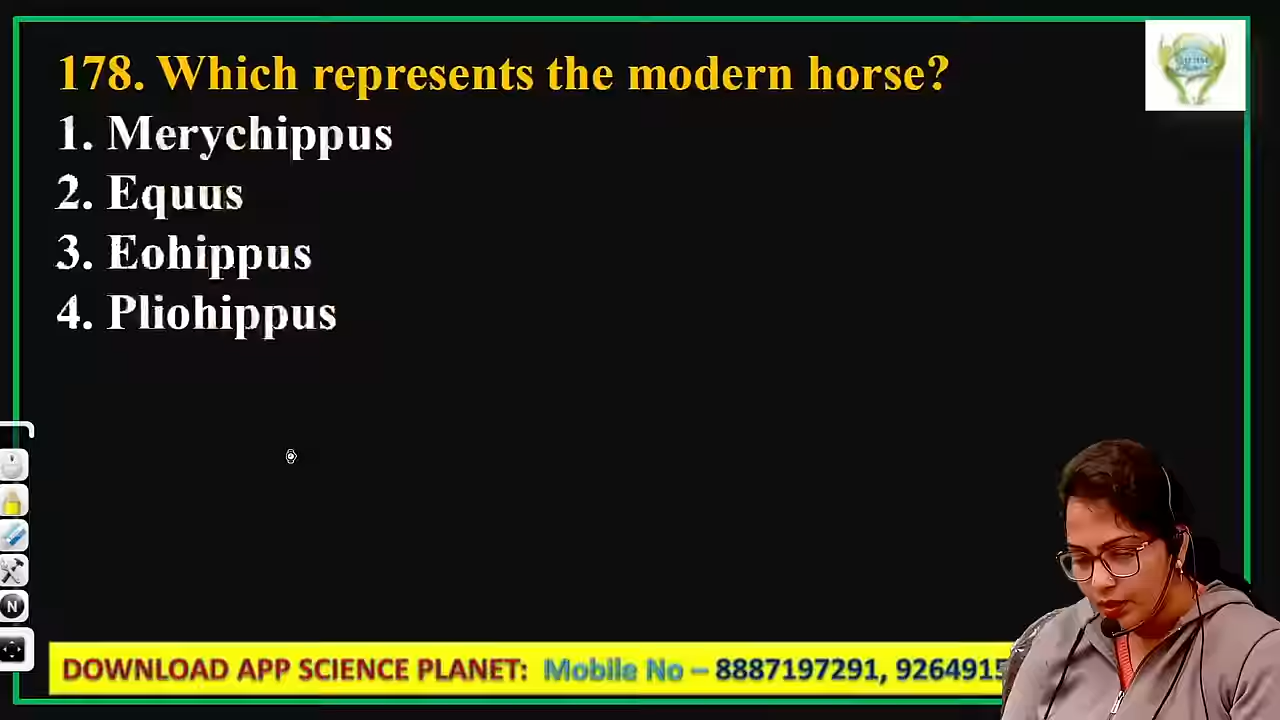 178. Which represents the modern horse?
1. Merychippus
2. Equus
3. Eohippus
4. Pliohippus
N
DOWNLOAD APP SCIENCE PLANET: Mobile No – 8887197291, 9264915